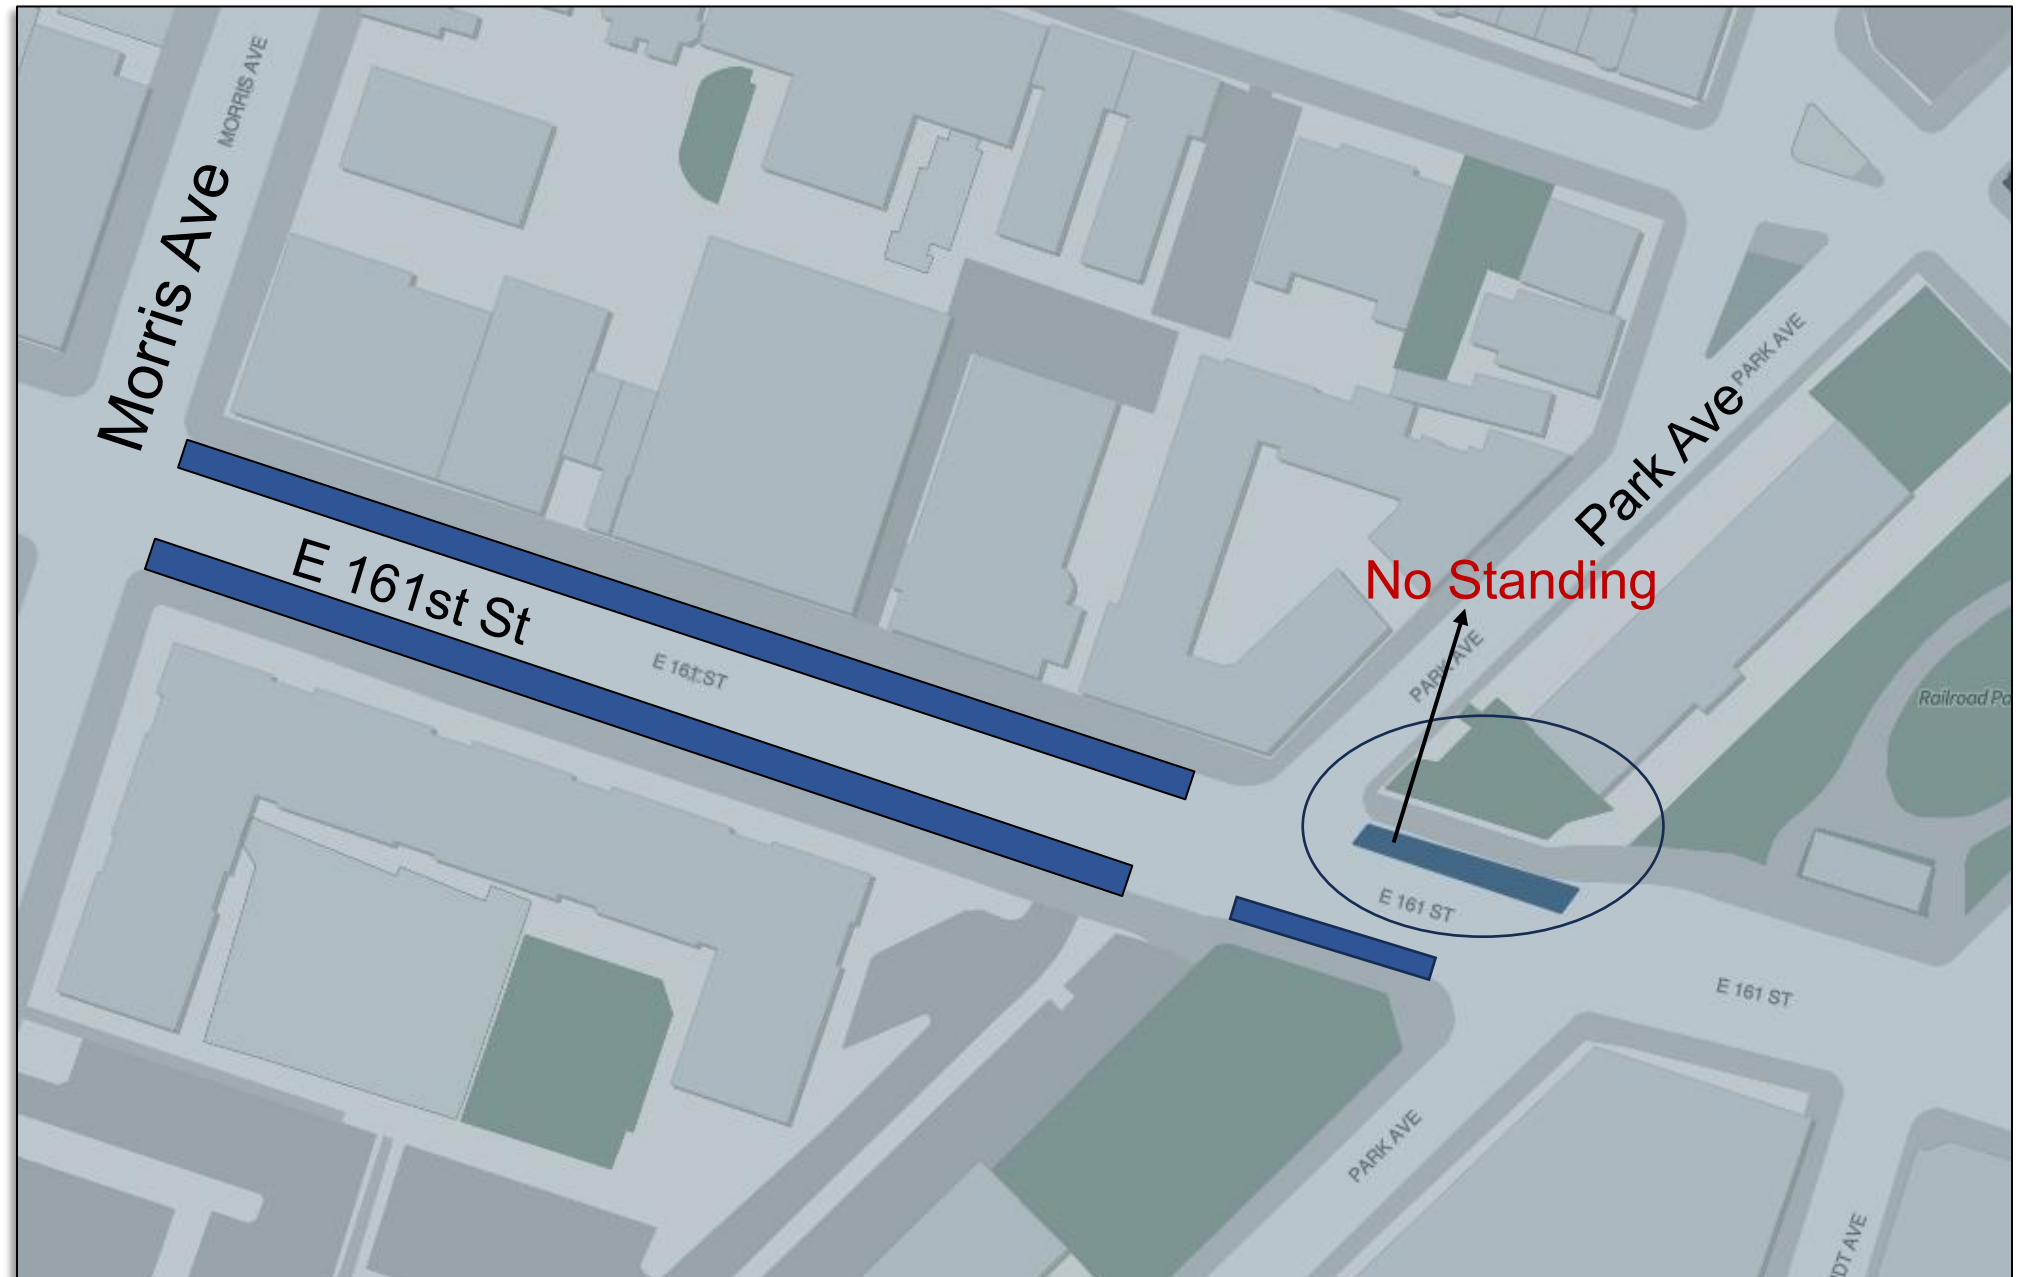 MORRIS AVE
Morris Ave
PARK AVE
Park Ave
E 161st St
No Standing
E 161 ST
PARK AVE
Railroad Pa
E 161 ST
E 161 ST
PARK AVE
DT AVE